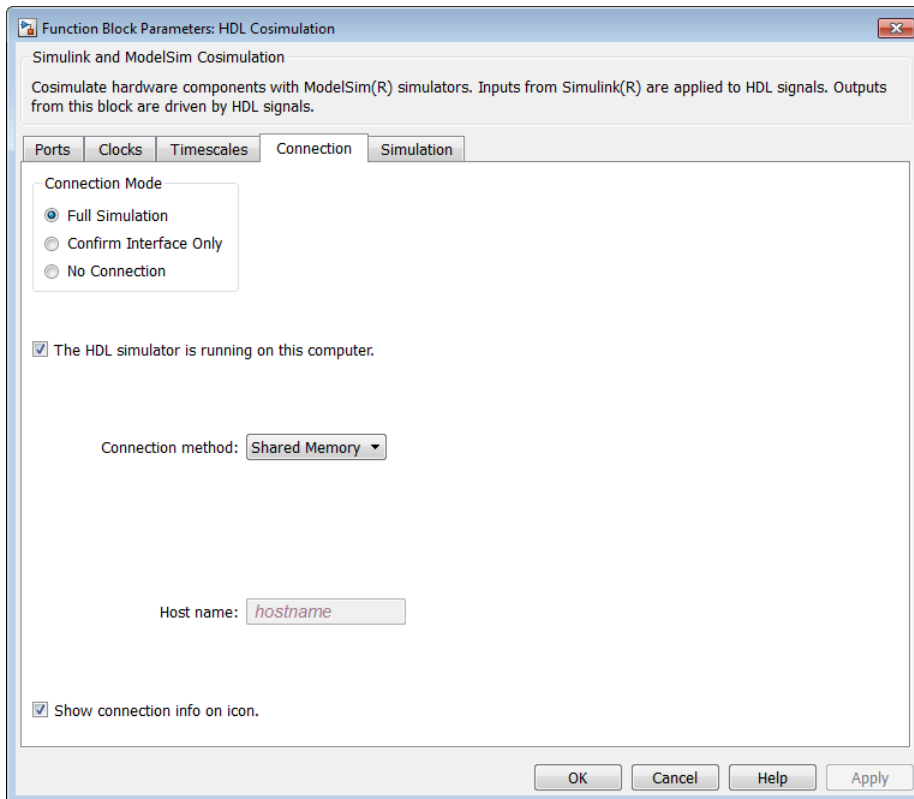 Function Block Parameters: HDL Cosimulation
Simulink and ModelSim Cosimulation
Cosimulate hardware components with ModelSim(R) simulators. Inputs from Simulink(R) are applied to HDL signals. Outputs
from this block are driven by HDL signals.
Ports Clocks Timescales Connection Simulation
Connection Mode
Full Simulation
Confirm Interface Only
No Connection
The HDL simulator is running on this computer.
Connection method: Shared Memory
Host name: hostname
Show connection info on icon.
OK Cancel Help Apply